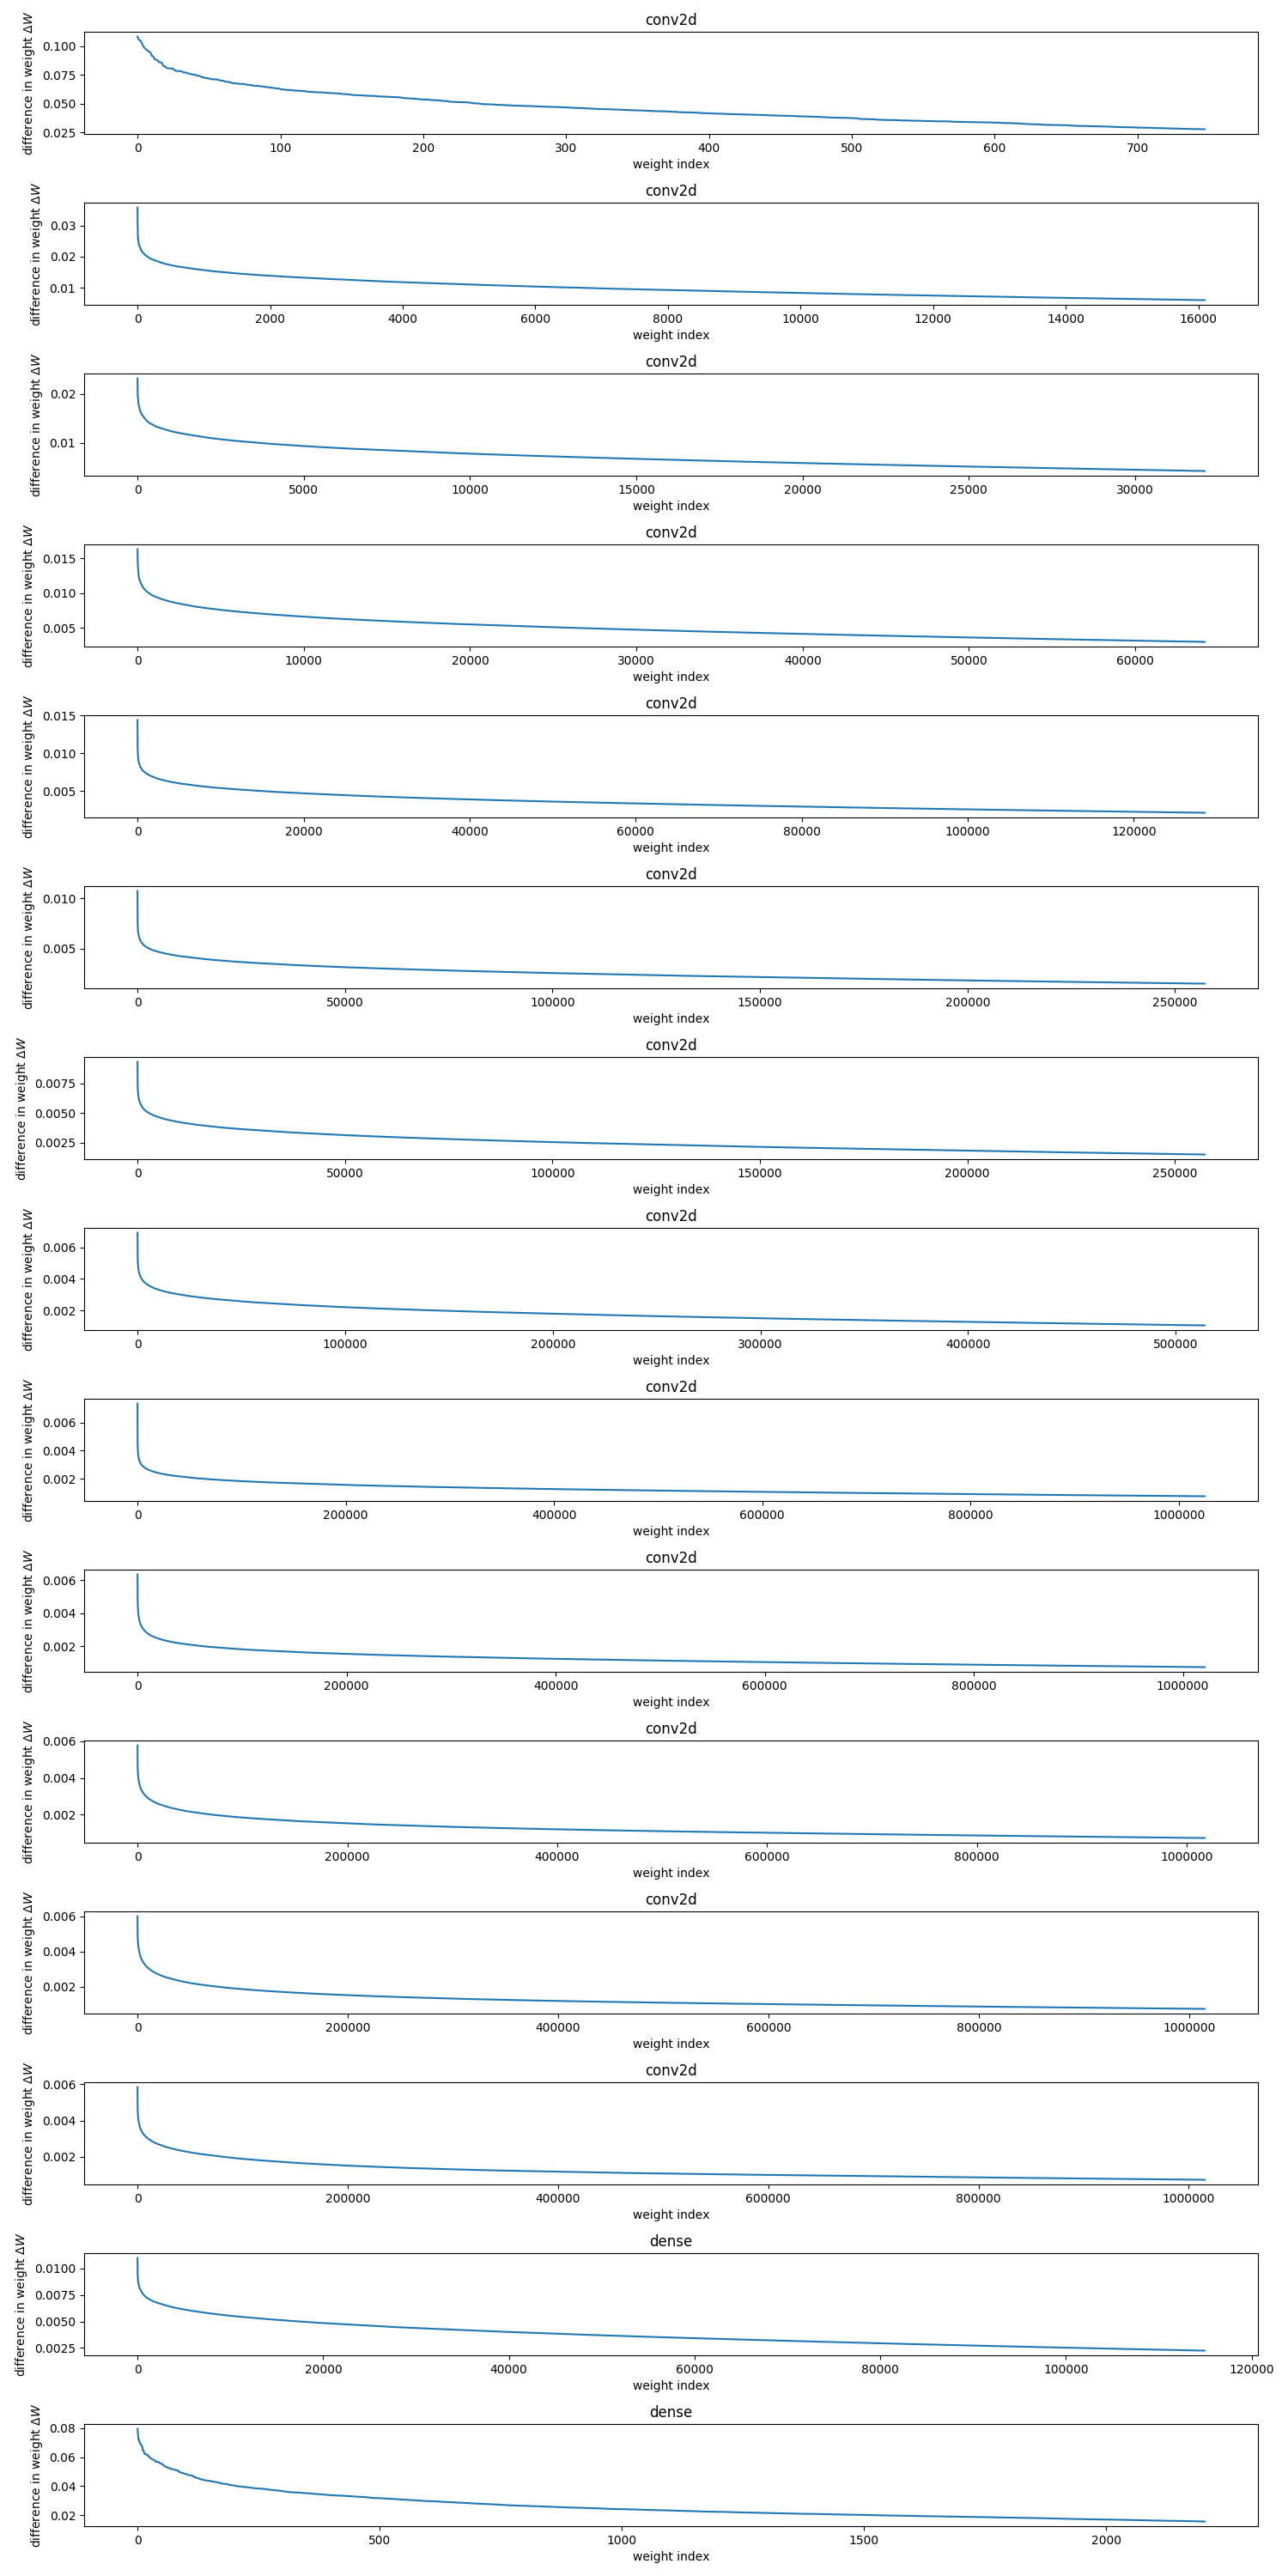 conv2d
difference in weight ΔW
0.100
0.075
0.050
0.025
0 100 200 300 400 500 600 700
weight index
conv2d
difference in weight ΔW
0.03
0.02
0.01
0 2000 4000 6000 8000 10000 12000 14000 16000
weight index
conv2d
difference in weight ΔW
0.02
0.01
0 5000 10000 15000 20000 25000 30000
weight index
conv2d
difference in weight ΔW
0.015
0.010
0.005
0 10000 20000 30000 40000 50000 60000
weight index
conv2d
difference in weight ΔW
0.015
0.010
0.005
0 20000 40000 60000 80000 100000 120000
weight index
conv2d
difference in weight ΔW
0.010
0.005
0 50000 100000 150000 200000 250000
weight index
conv2d
difference in weight ΔW
0.0075
0.0050
0.0025
0 50000 100000 150000 200000 250000
weight index
conv2d
difference in weight ΔW
0.006
0.004
0.002
0 100000 200000 300000 400000 500000
weight index
conv2d
difference in weight ΔW
0.006
0.004
0.002
0 200000 400000 600000 800000 1000000
weight index
conv2d
difference in weight ΔW
0.006
0.004
0.002
0 200000 400000 600000 800000 1000000
weight index
conv2d
difference in weight ΔW
0.006
0.004
0.002
0 200000 400000 600000 800000 1000000
weight index
conv2d
difference in weight ΔW
0.006
0.004
0.002
0 200000 400000 600000 800000 1000000
weight index
conv2d
difference in weight ΔW
0.006
0.004
0.002
0 200000 400000 600000 800000 1000000
weight index
dense
difference in weight ΔW
0.0100
0.0075
0.0050
0.0025
0 20000 40000 60000 80000 100000 120000
weight index
dense
difference in weight ΔW
0.08
0.06
0.04
0.02
0 500 1000 1500 2000
weight index